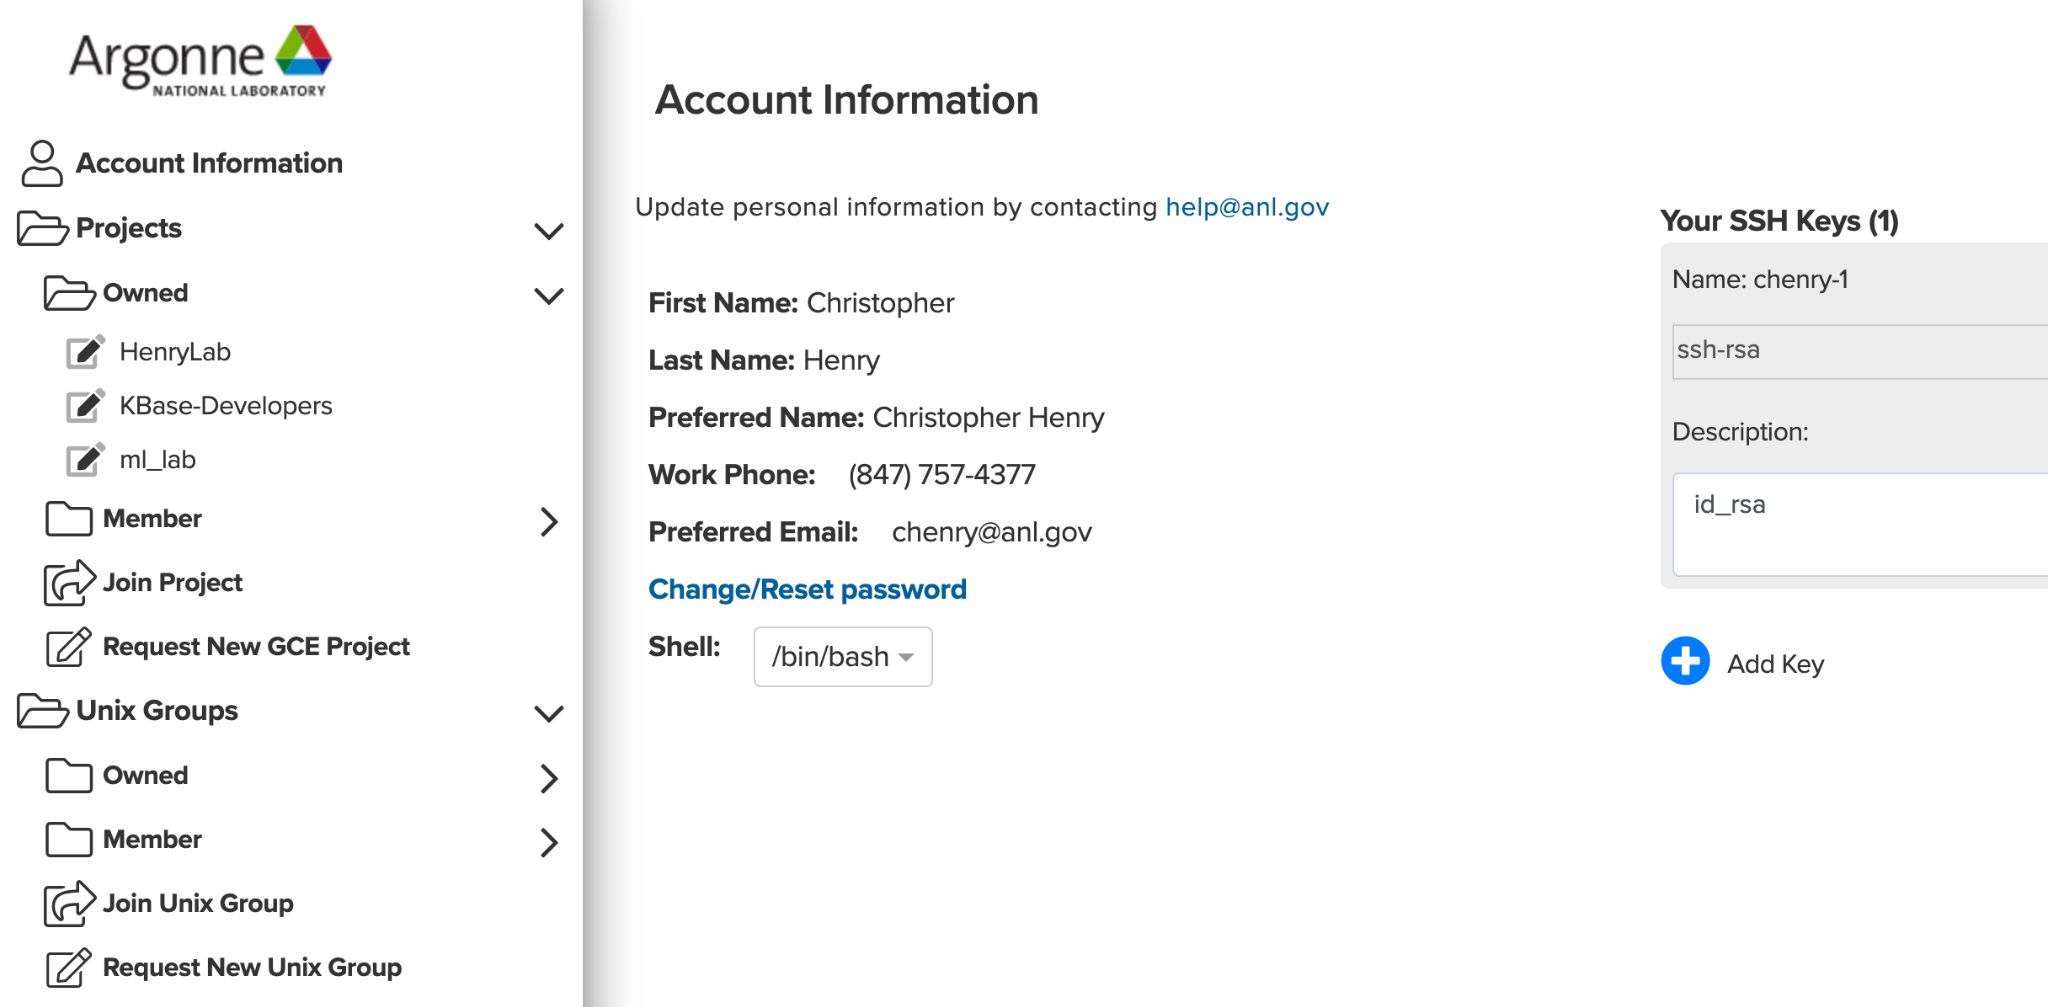 Argonne
NATIONAL LABORATORY
Account Information
Projects
Owned
HenryLab
KBase-Developers
ml_lab
Member
Join Project
Request New GCE Project
Unix Groups
Owned
Member
Join Unix Group
Request New Unix Group
Account Information
Update personal information by contacting help@anl.gov
First Name: Christopher
Last Name: Henry
Preferred Name: Christopher Henry
Work Phone: (847) 757-4377
Preferred Email: chenry@anl.gov
Change/Reset password
Shell: /bin/bash
Your SSH Keys (1)
Name: chenry-1
ssh-rsa
Description:
id_rsa
Add Key